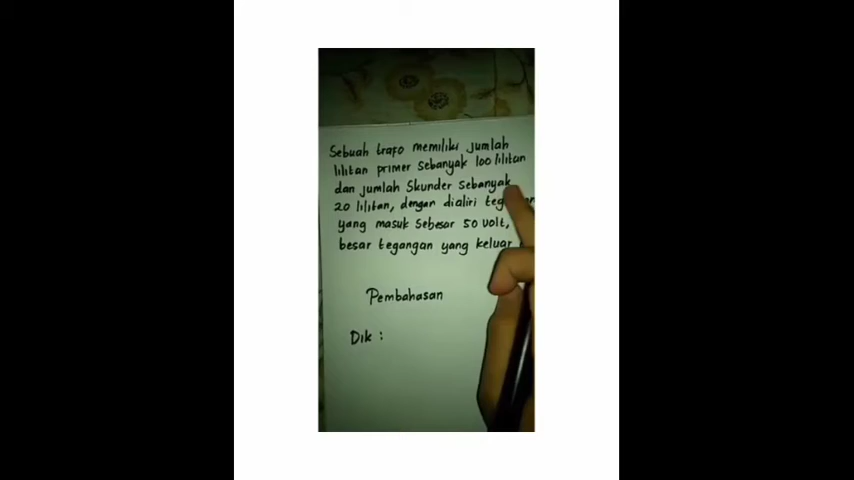 Sebuah trafo memiliki jumlah
lilitan primer sebanyak 100 lilitan
dan jumlah Skunder sebanyak
20 lilitan, dengan dialiri
yang masuk sebesar 50 volt,
besar tegangan yang keluar
Pembahasan
Dik :